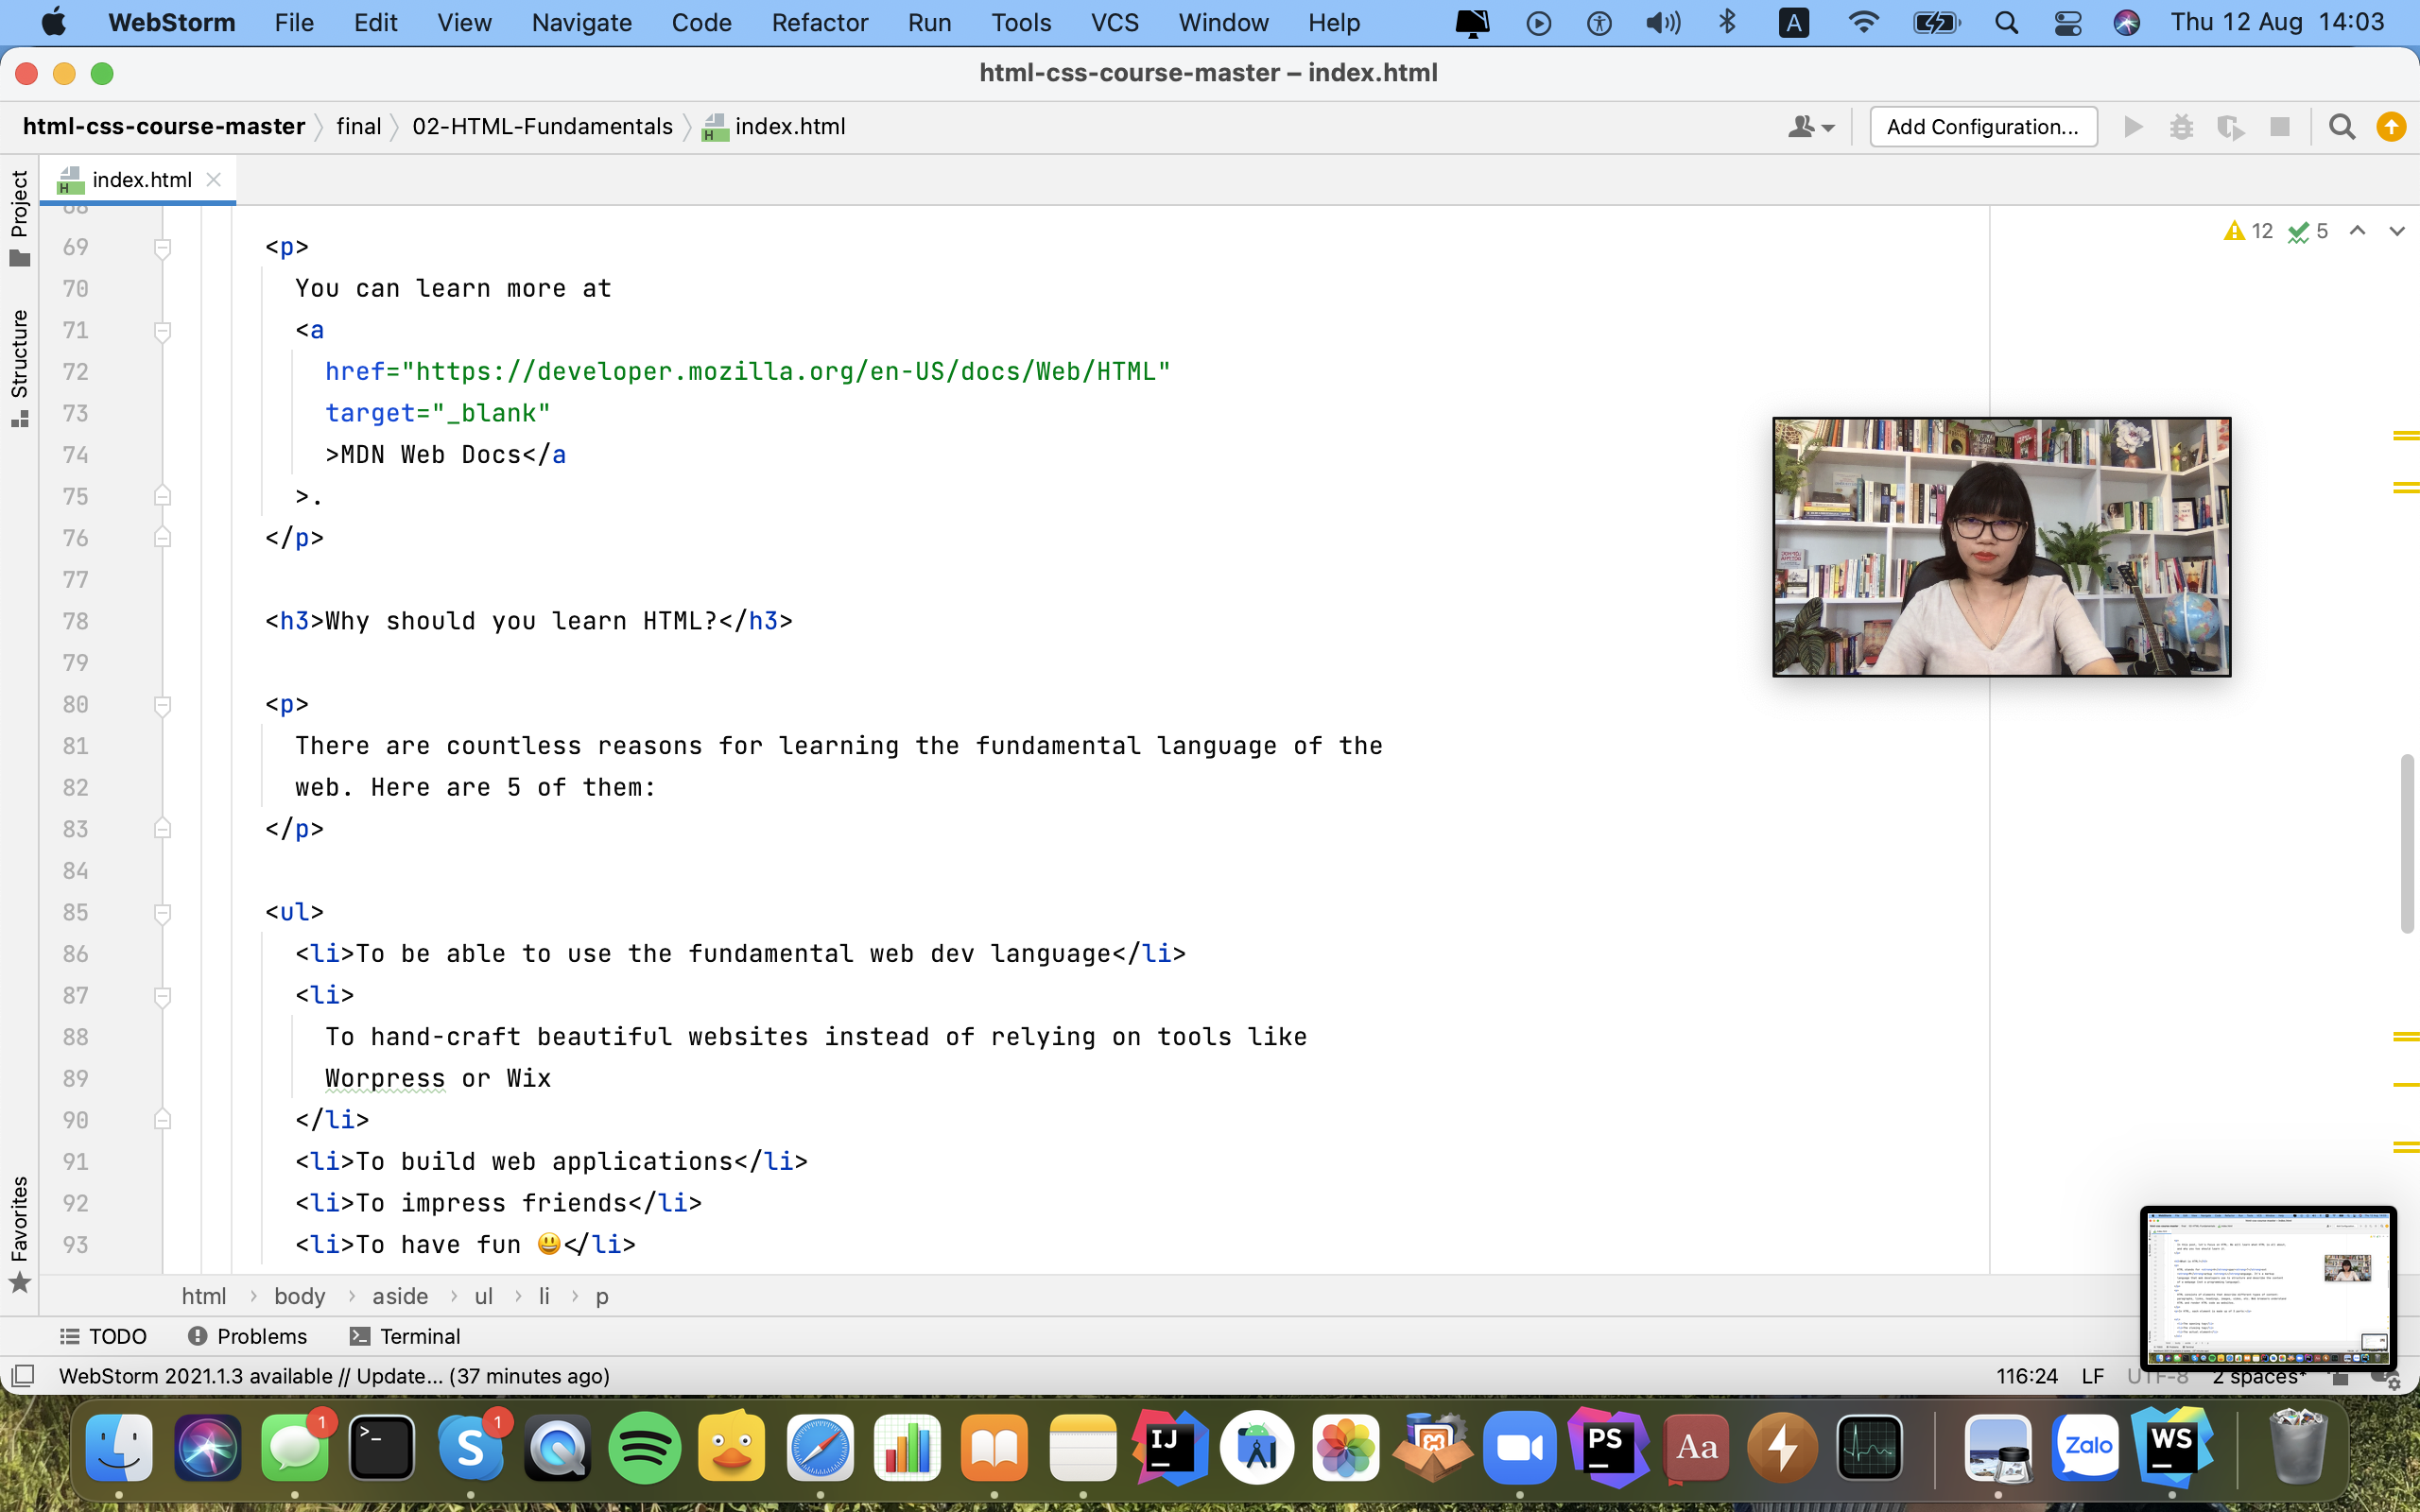 WebStorm File Edit View Navigate Code Refactor Run Tools VCS Window Help A Thu 12 Aug 14:03
html-css-course-master – index.html
html-css-course-master final 02-HTML-Fundamentals index.html Add Configuration...
index.html
Project
Structure
Favorites
12 5
68
69 <p>
70 You can learn more at
71 <a
72 href="https://developer.mozilla.org/en-US/docs/Web/HTML"
73 target="_blank"
74 >MDN Web Docs</a
75 >.
76 </p>
77
78 <h3>Why should you learn HTML?</h3>
79
80 <p>
81 There are countless reasons for learning the fundamental language of the
82 web. Here are 5 of them:
83 </p>
84
85 <ul>
86 <li>To be able to use the fundamental web dev language</li>
87 <li>
88 To hand-craft beautiful websites instead of relying on tools like
89 Worpress or Wix
90 </li>
91 <li>To build web applications</li>
92 <li>To impress friends</li>
93 <li>To have fun 😃</li>
html › body › aside › ul › li › p
TODO Problems Terminal
WebStorm 2021.1.3 available // Update... (37 minutes ago) 116:24 LF UTF-8 2 spaces*
1 >_ S 1 IJ PS Aa Zalo WS